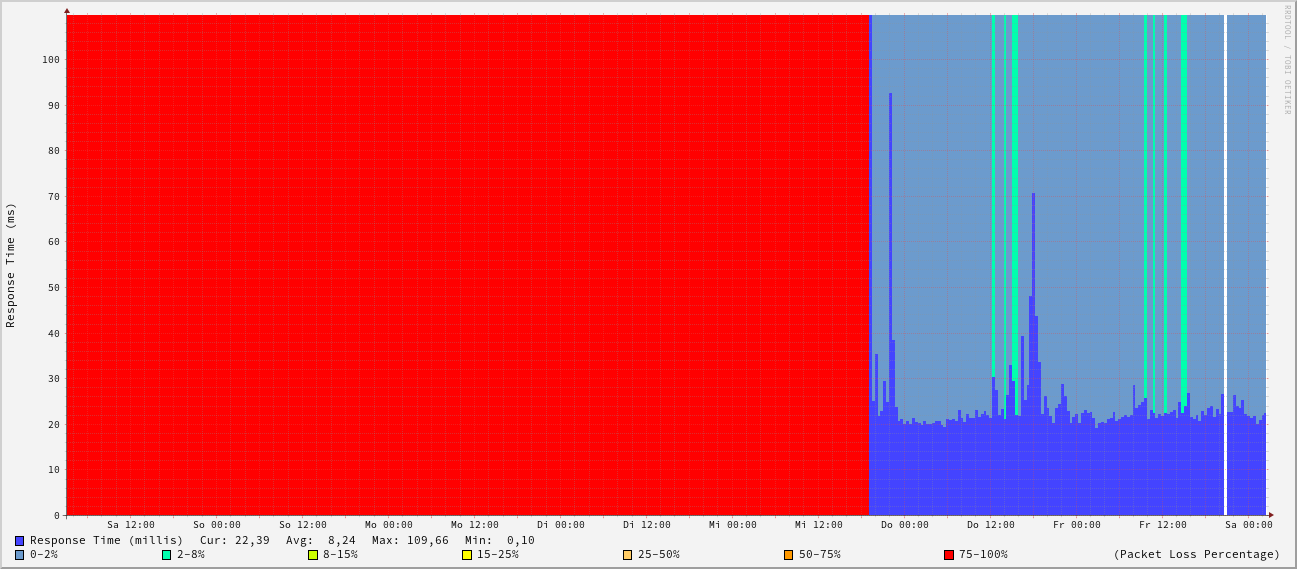 RRDTOOL / TOBI OETIKER
Response Time (ms)
100
90
80
70
60
50
40
30
20
10
0
Sa 12:00 So 00:00 So 12:00 Mo 00:00 Mo 12:00 Di 00:00 Di 12:00 Mi 00:00 Mi 12:00 Do 00:00 Do 12:00 Fr 00:00 Fr 12:00 Sa 00:00
Response Time (millis) Cur: 22,39 Avg: 8,24 Max: 109,66 Min: 0,10
0-2% 2-8% 8-15% 15-25% 25-50% 50-75% 75-100% (Packet Loss Percentage)